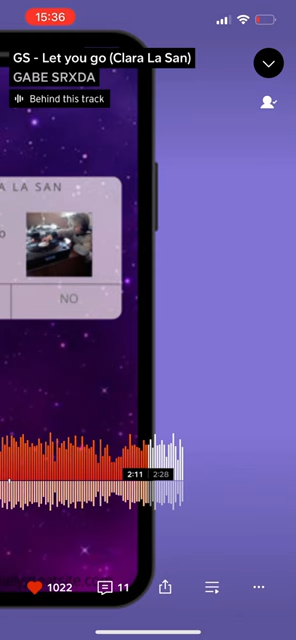 15:36
GS - Let you go (Clara La San)
GABE SRXDA
Behind this track
A LA SAN
NO
2:11 | 2:28
1022
11